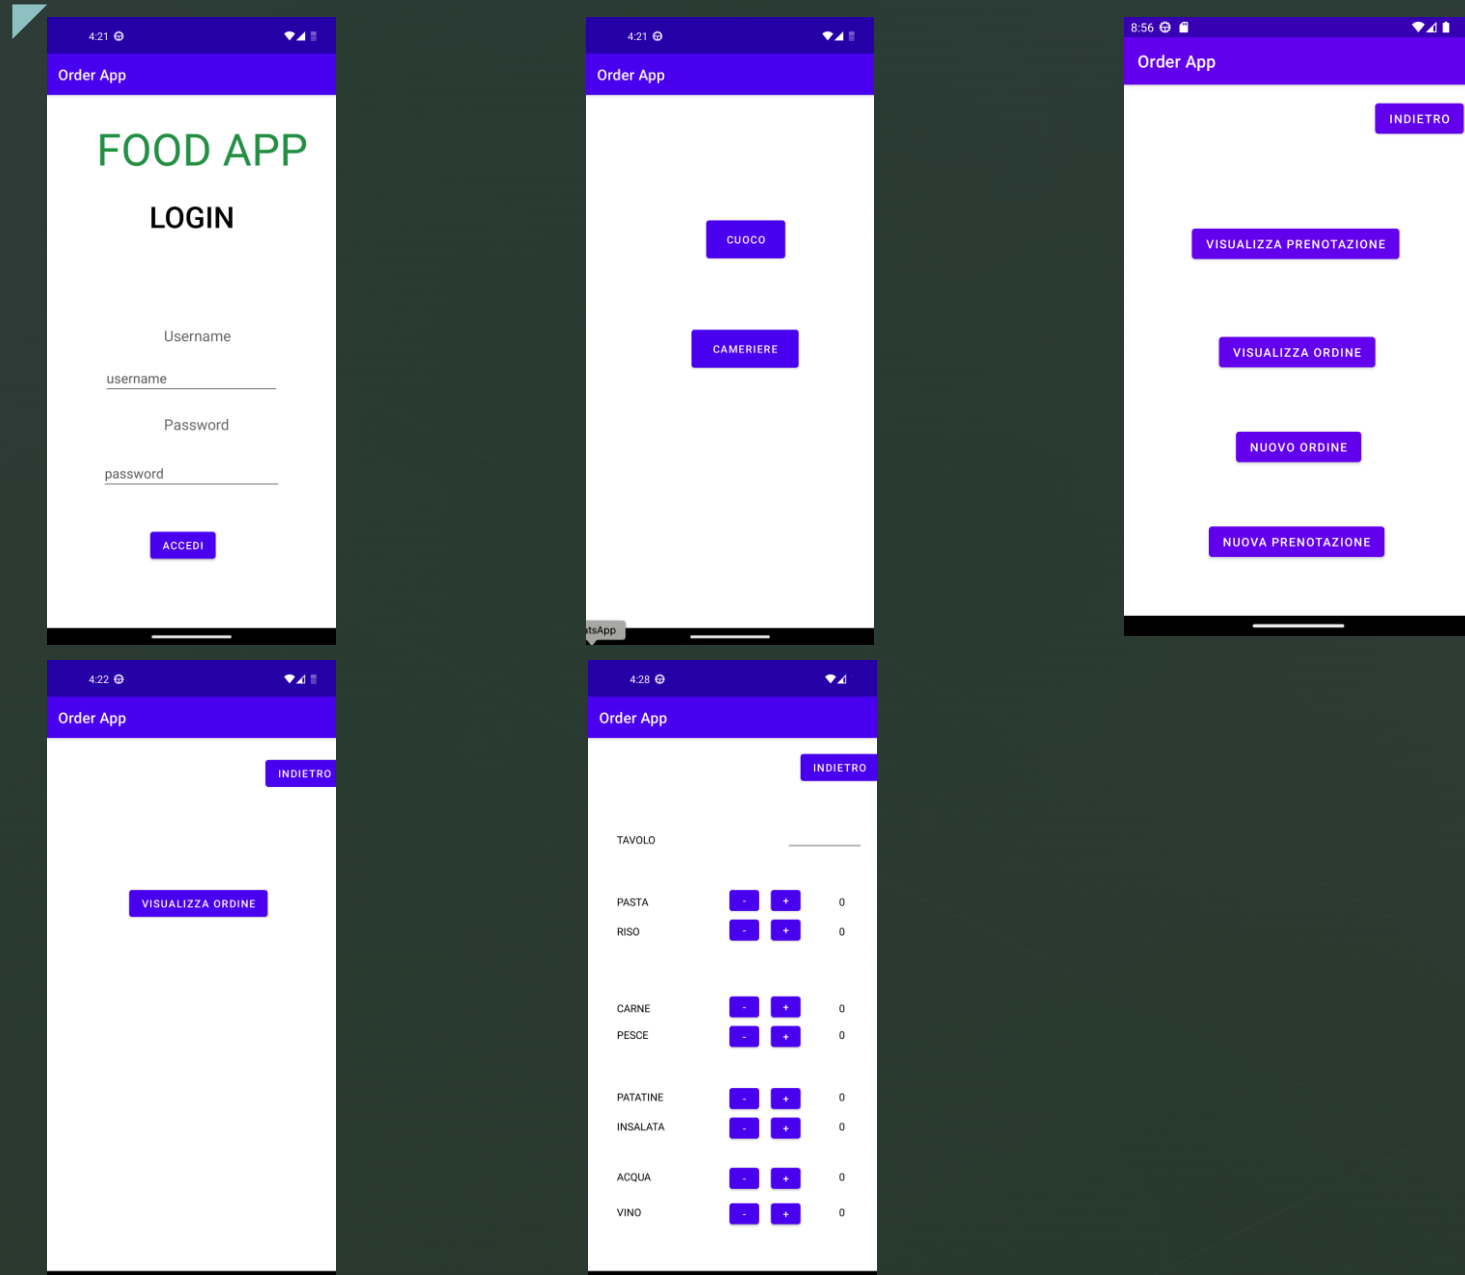 4:21
Order App
FOOD APP
LOGIN
Username
username
Password
password
ACCEDI
4:21
Order App
CUOCO
CAMERIERE
tsApp
8:56
Order App
INDIETRO
VISUALIZZA PRENOTAZIONE
VISUALIZZA ORDINE
NUOVO ORDINE
NUOVA PRENOTAZIONE
4:22
Order App
INDIETRO
VISUALIZZA ORDINE
4:28
Order App
INDIETRO
TAVOLO
PASTA - + 0
RISO - + 0
CARNE - + 0
PESCE - + 0
PATATINE - + 0
INSALATA - + 0
ACQUA - + 0
VINO - + 0